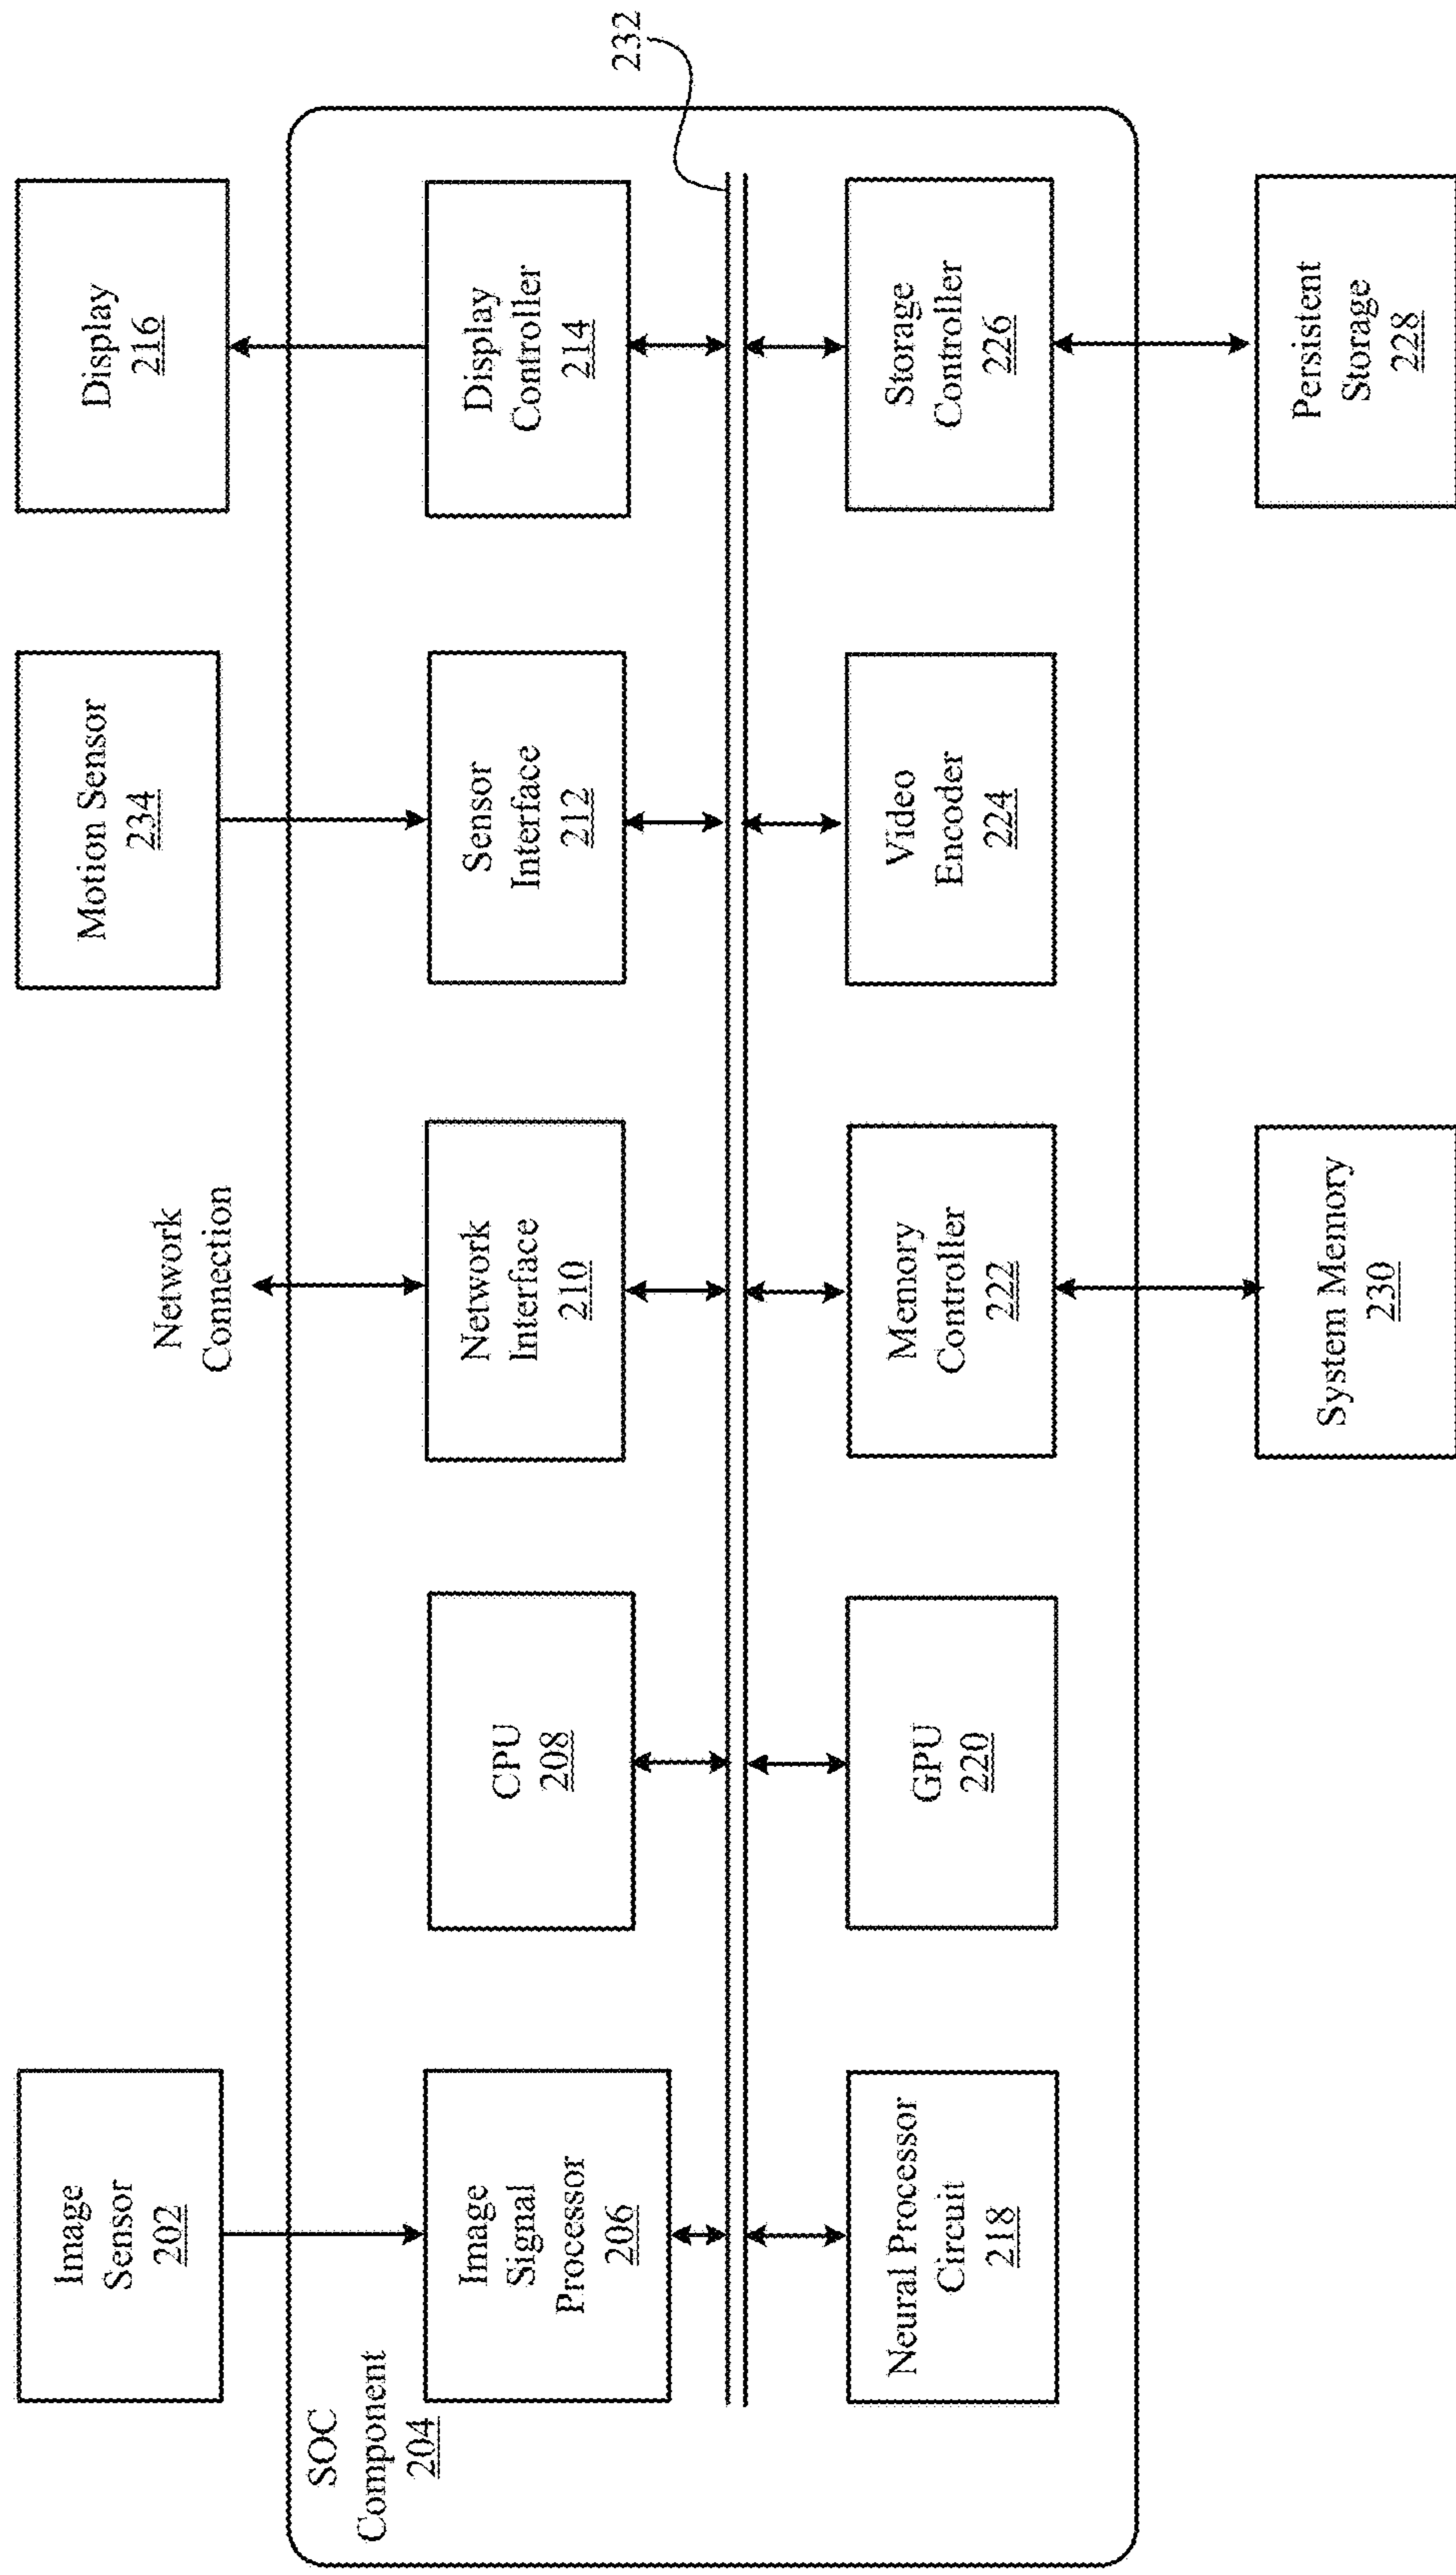 Image
Sensor
202
Network
Connection
Motion Sensor
234
Display
216
SOC
Component
204
Image
Signal
Processor
206
CPU
208
Network
Interface
210
Sensor
Interface
212
Display
Controller
214
232
Neural Processor
Circuit
218
GPU
220
Memory
Controller
222
Video
Encoder
224
Storage
Controller
226
System Memory
230
Persistent
Storage
228